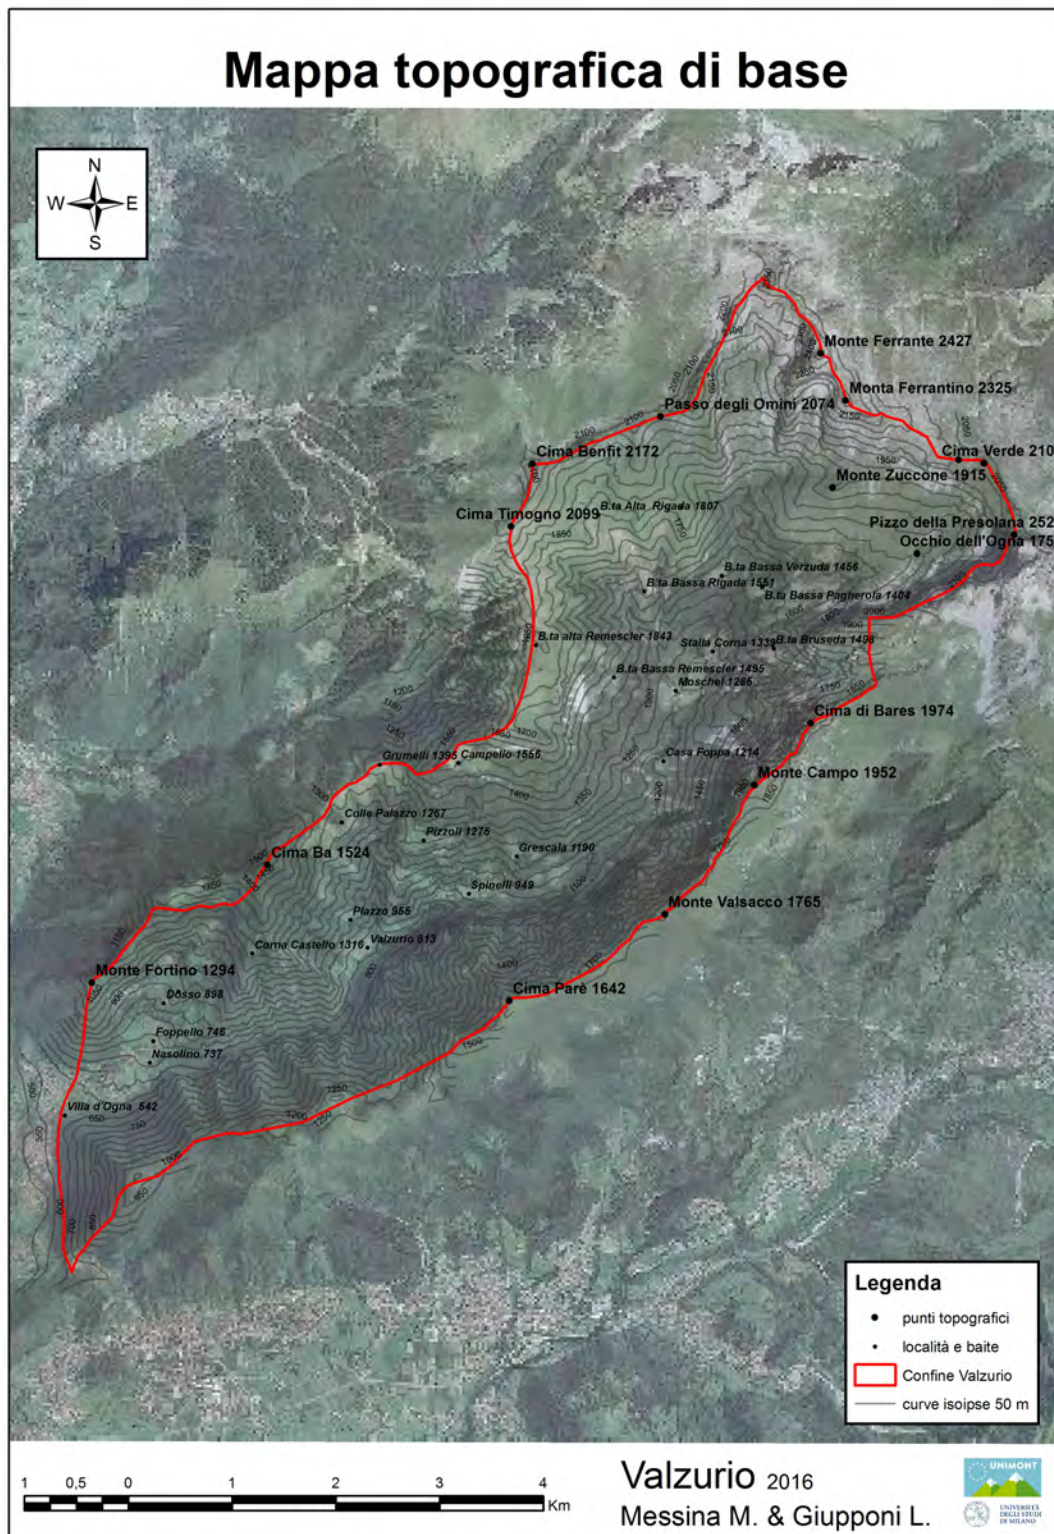 Mappa topografica di base
N
W E
S
Monte Ferrante 2427
Monta Ferrantino 2325
Passo degli Omini 2074
Cima Benfit 2172
Cima Verde 210
Monte Zuccone 1915
B.ta Alta Rigada 1807
Cima Timogno 2099
Pizzo della Presolana 252
Occhio dell'Ogna 175
B.ta Bassa Verzuda 1456
B.ta Bassa Rigada 1551
B.ta Bassa Pagherola 1404
B.ta alta Remescler 1843
Stalla Corna 1339
B.ta Bruseda 1498
B.ta Bassa Remescler 1495
Moschel 1265
Cima di Bares 1974
Grumelli 1395
Campello 1556
Casa Foppa 1214
Monte Campo 1952
Colle Palazzo 1267
Pizzoli 1276
Cima Ba 1524
Grescala 1190
Spinelli 949
Monte Valsacco 1765
Piazzo 955
Valzurio 813
Corna Castello 1316
Monte Fortino 1294
Dosso 898
Cima Parè 1642
Foppello 746
Nasolino 737
Villa d'Ogna 542
Legenda
punti topografici
località e baite
Confine Valzurio
curve isoipse 50 m
1 0,5 0 1 2 3 4
Km
Valzurio 2016
Messina M. & Giupponi L.
UNIMONT
UNIVERSITÀ
DEGLI STUDI
DI MILANO